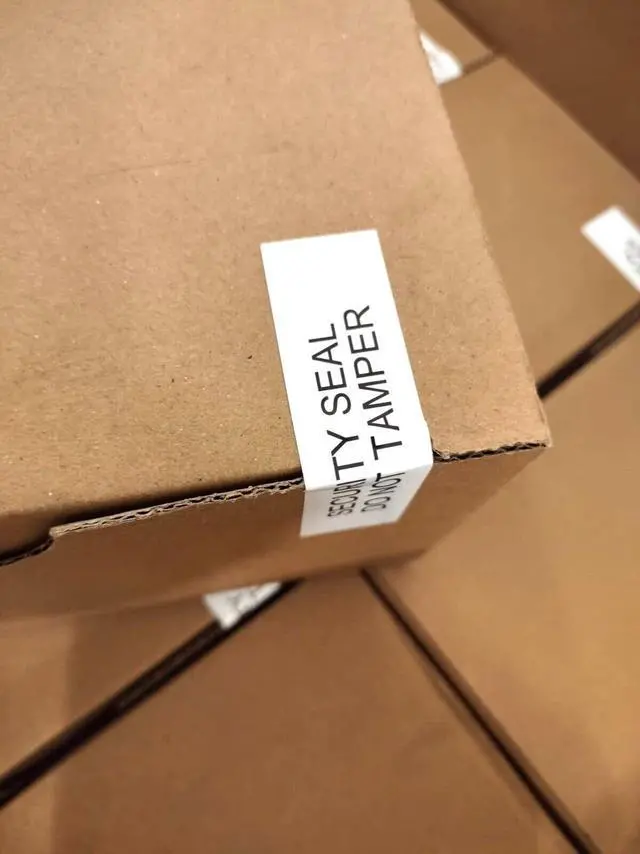 SECURITY SEAL
DO NOT TAMPER